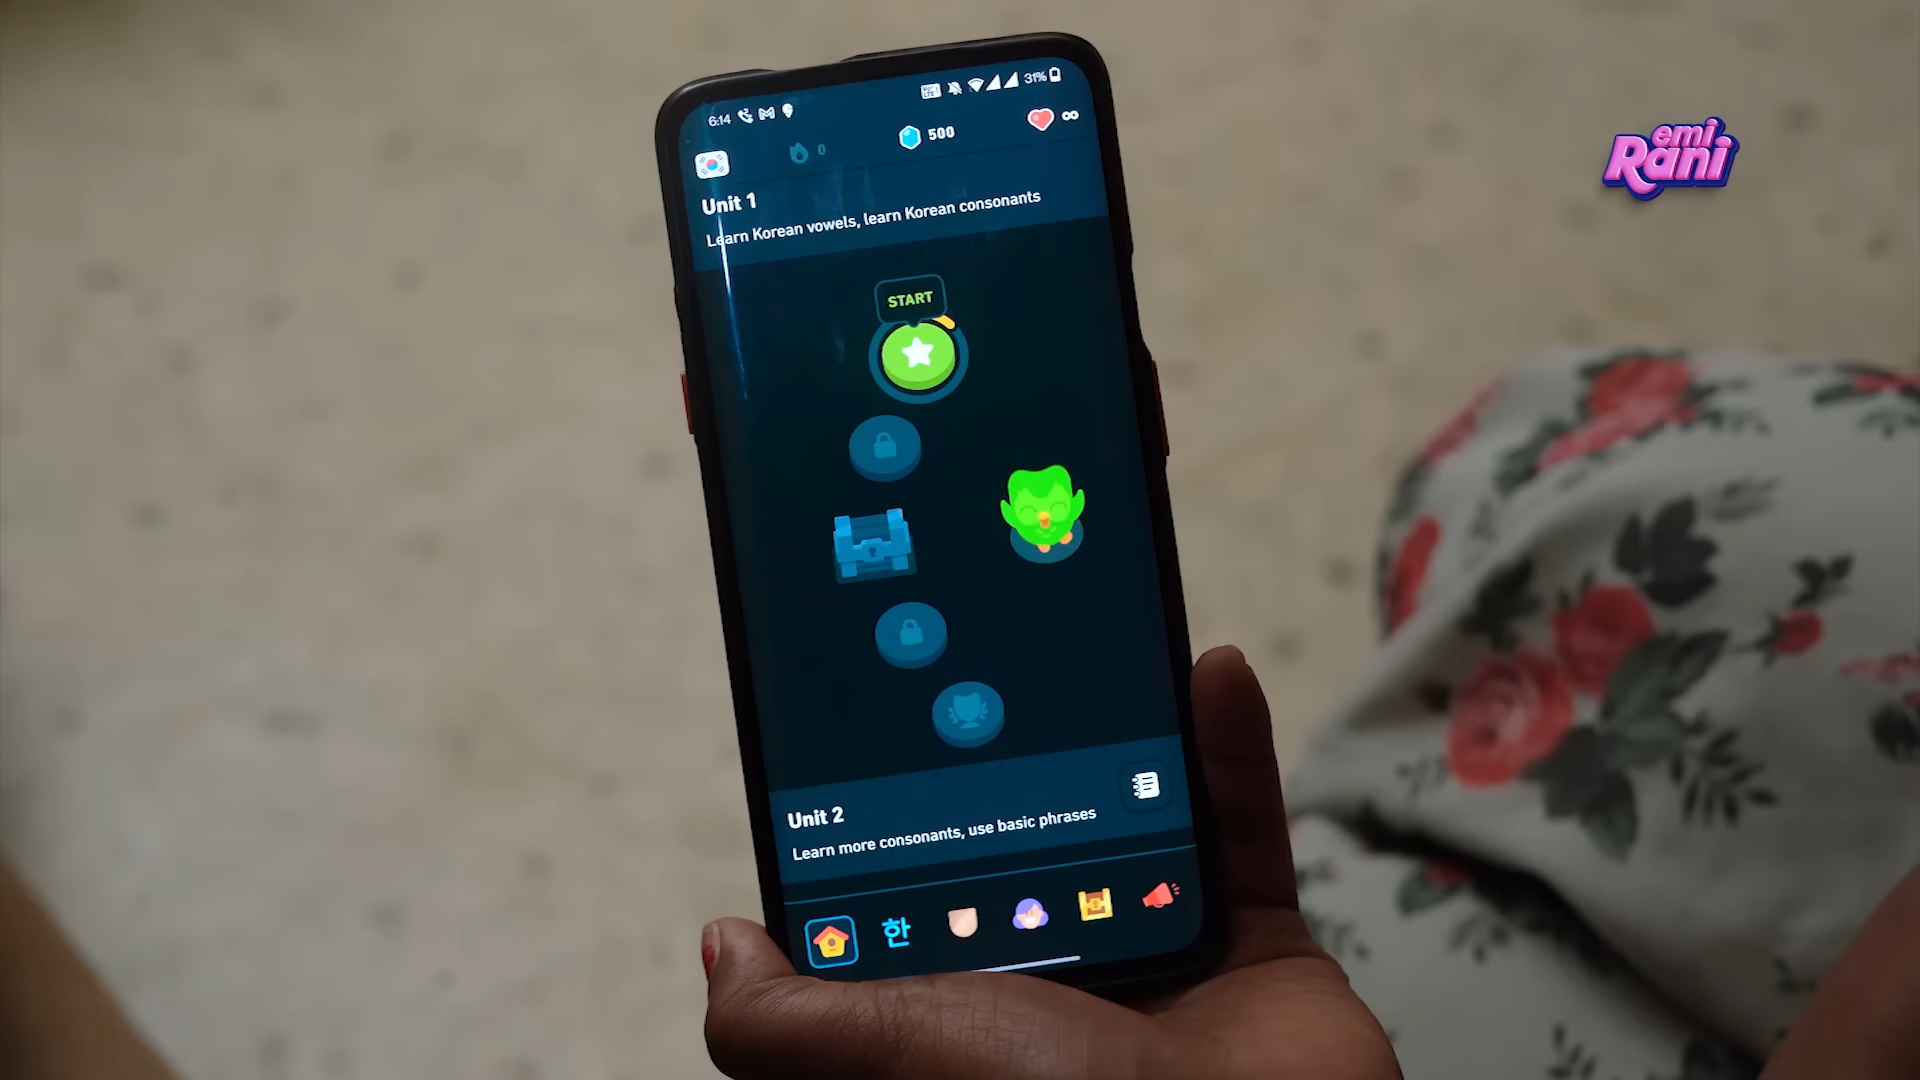 6:14
31%
0
500
∞
Unit 1
Learn Korean vowels, learn Korean consonants
START
Unit 2
Learn more consonants, use basic phrases
한
emi
Rani